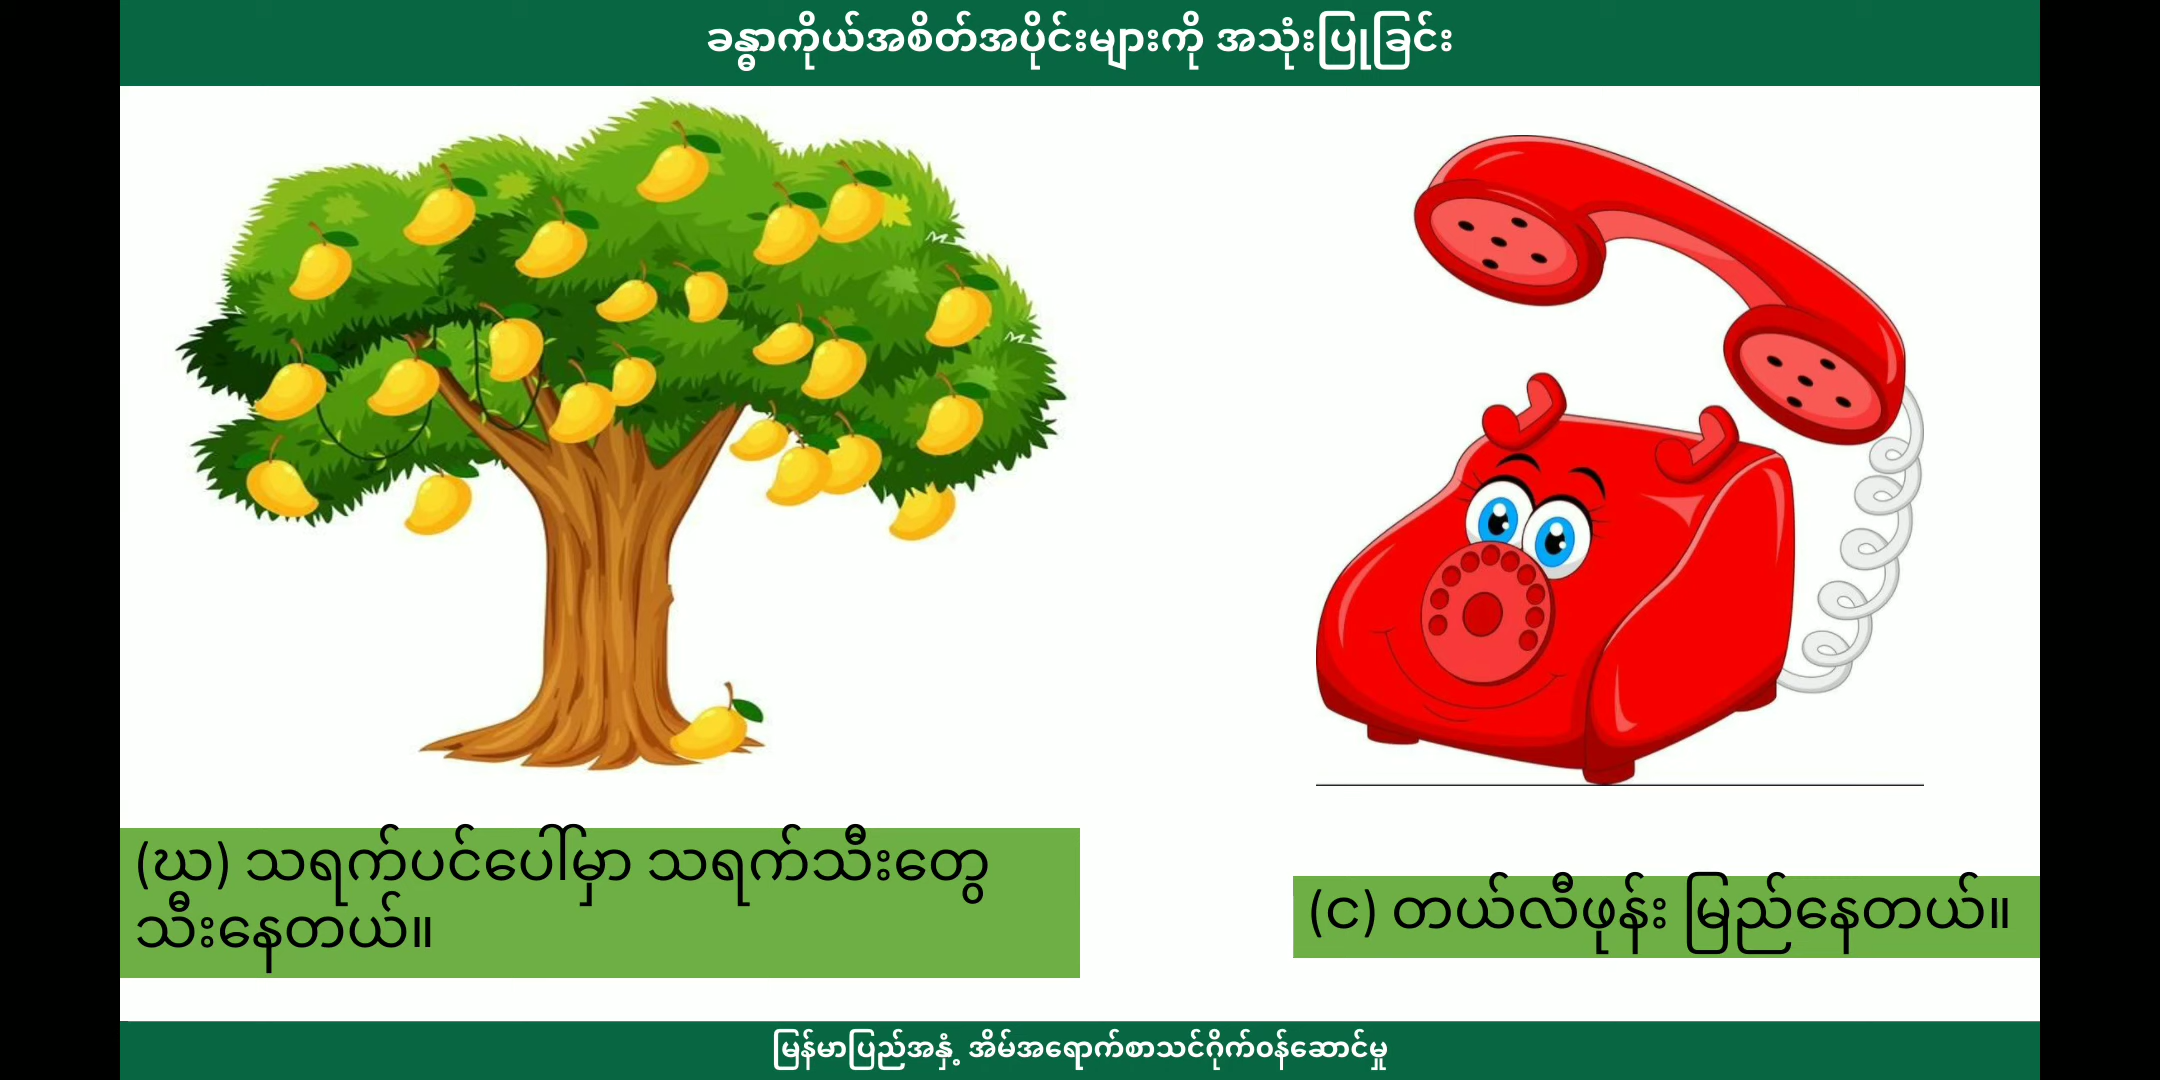 ခန္ဓာကိုယ်အစိတ်အပိုင်းများကို အသုံးပြုခြင်း
(ဃ) သရက်ပင်ပေါ်မှာ သရက်သီးတွေ
သီးနေတယ်။
(င) တယ်လီဖုန်း မြည်နေတယ်။
မြန်မာပြည်အနှံ့ အိမ်အရောက်စာသင်ဂိုက်ဝန်ဆောင်မှု